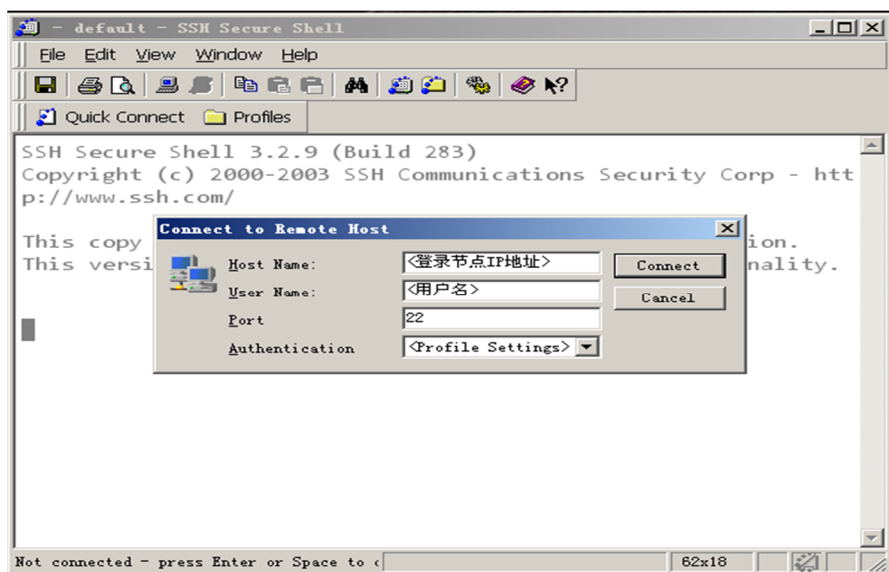 - default - SSH Secure Shell
File Edit View Window Help
Quick Connect Profiles
SSH Secure Shell 3.2.9 (Build 283)
Copyright (c) 2000-2003 SSH Communications Security Corp - htt
p://www.ssh.com/
This copy ion.
This versi nality.
Connect to Remote Host
Host Name: <登录节点IP地址> Connect
User Name: <用户名> Cancel
Port 22
Authentication <Profile Settings>
Not connected - press Enter or Space to 62x18